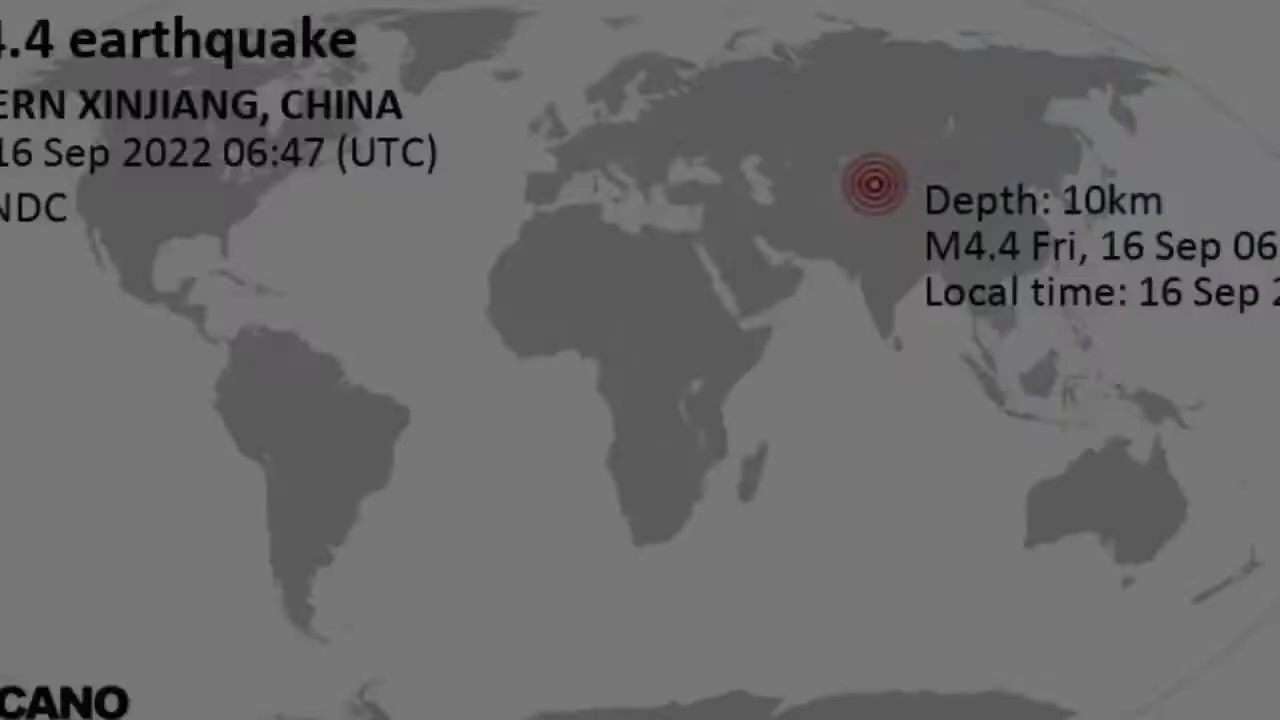 4.4 earthquake
ERN XINJIANG, CHINA
16 Sep 2022 06:47 (UTC)
NDC
Depth: 10km
M4.4 Fri, 16 Sep 06
Local time: 16 Sep 2
CANO